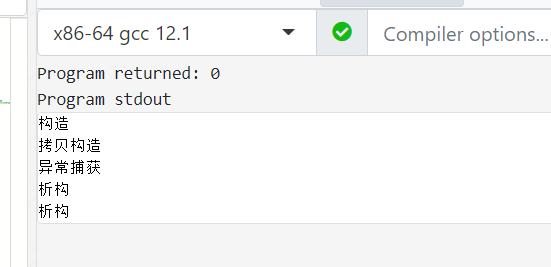 x86-64 gcc 12.1
Compiler options...
Program returned: 0
Program stdout
构造
拷贝构造
异常捕获
析构
析构